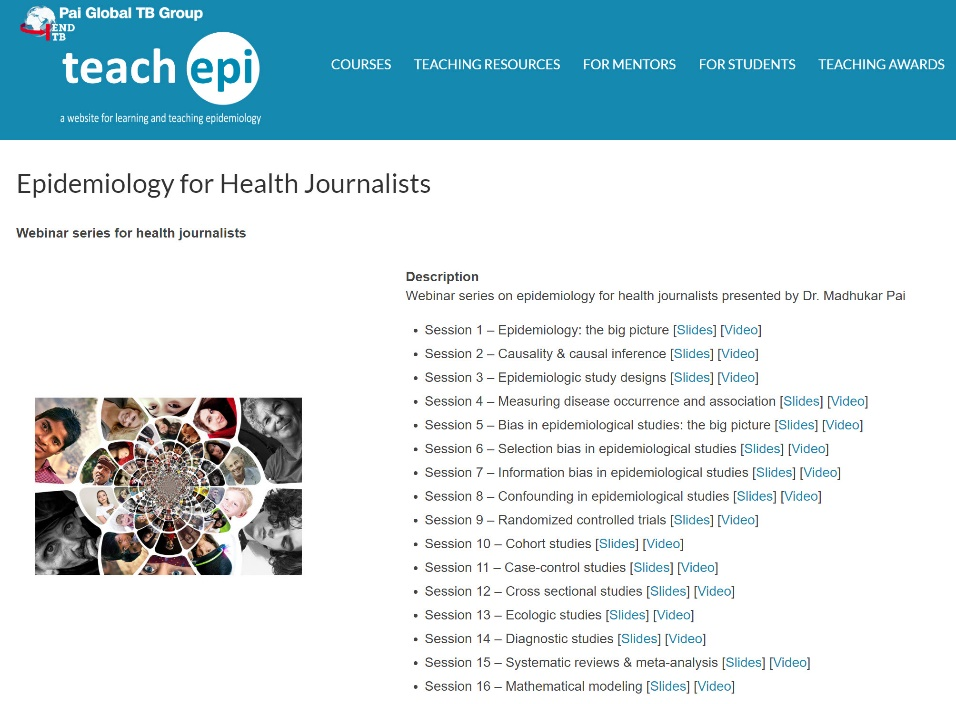 Pai Global TB Group
END
TB
teach epi
a website for learning and teaching epidemiology
COURSES TEACHING RESOURCES FOR MENTORS FOR STUDENTS TEACHING AWARDS
Epidemiology for Health Journalists
Webinar series for health journalists
Description
Webinar series on epidemiology for health journalists presented by Dr. Madhukar Pai
• Session 1 – Epidemiology: the big picture [Slides] [Video]
• Session 2 – Causality & causal inference [Slides] [Video]
• Session 3 – Epidemiologic study designs [Slides] [Video]
• Session 4 – Measuring disease occurrence and association [Slides] [Video]
• Session 5 – Bias in epidemiological studies: the big picture [Slides] [Video]
• Session 6 – Selection bias in epidemiological studies [Slides] [Video]
• Session 7 – Information bias in epidemiological studies [Slides] [Video]
• Session 8 – Confounding in epidemiological studies [Slides] [Video]
• Session 9 – Randomized controlled trials [Slides] [Video]
• Session 10 – Cohort studies [Slides] [Video]
• Session 11 – Case-control studies [Slides] [Video]
• Session 12 – Cross sectional studies [Slides] [Video]
• Session 13 – Ecologic studies [Slides] [Video]
• Session 14 – Diagnostic studies [Slides] [Video]
• Session 15 – Systematic reviews & meta-analysis [Slides] [Video]
• Session 16 – Mathematical modeling [Slides] [Video]